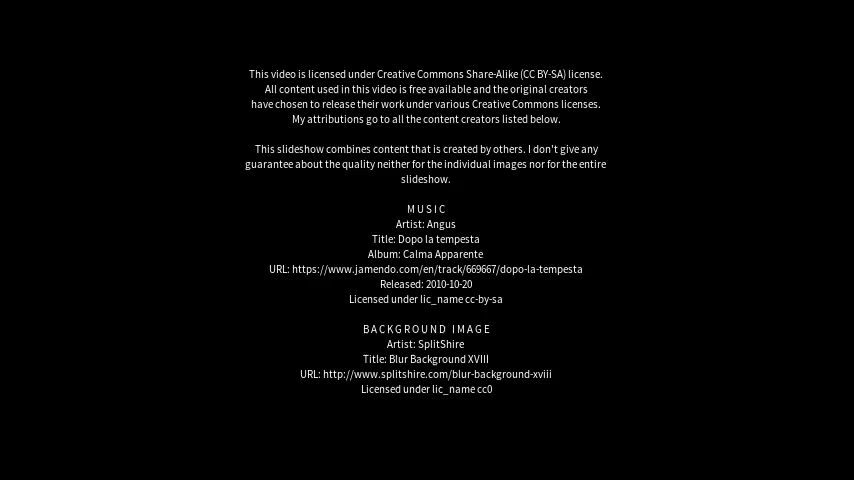 This video is licensed under Creative Commons Share-Alike (CC BY-SA) license.
All content used in this video is free available and the original creators
have chosen to release their work under various Creative Commons licenses.
My attributions go to all the content creators listed below.
This slideshow combines content that is created by others. I don't give any
guarantee about the quality neither for the individual images nor for the entire
slideshow.
MUSIC
Artist: Angus
Title: Dopo la tempesta
Album: Calma Apparente
URL: https://www.jamendo.com/en/track/669667/dopo-la-tempesta
Released: 2010-10-20
Licensed under lic_name cc-by-sa
BACKGROUND IMAGE
Artist: SplitShire
Title: Blur Background XVIII
URL: http://www.splitshire.com/blur-background-xviii
Licensed under lic_name cc0